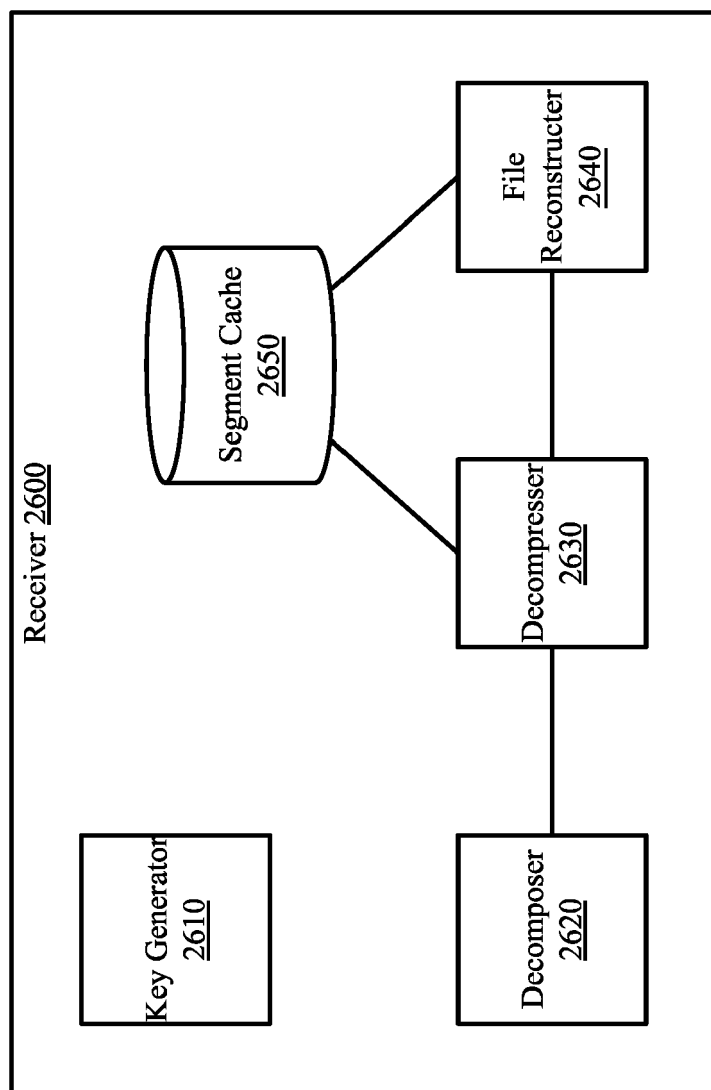 Receiver 2600
Key Generator
2610
Segment Cache
2650
Decomposer
2620
Decompresser
2630
File
Reconstructer
2640